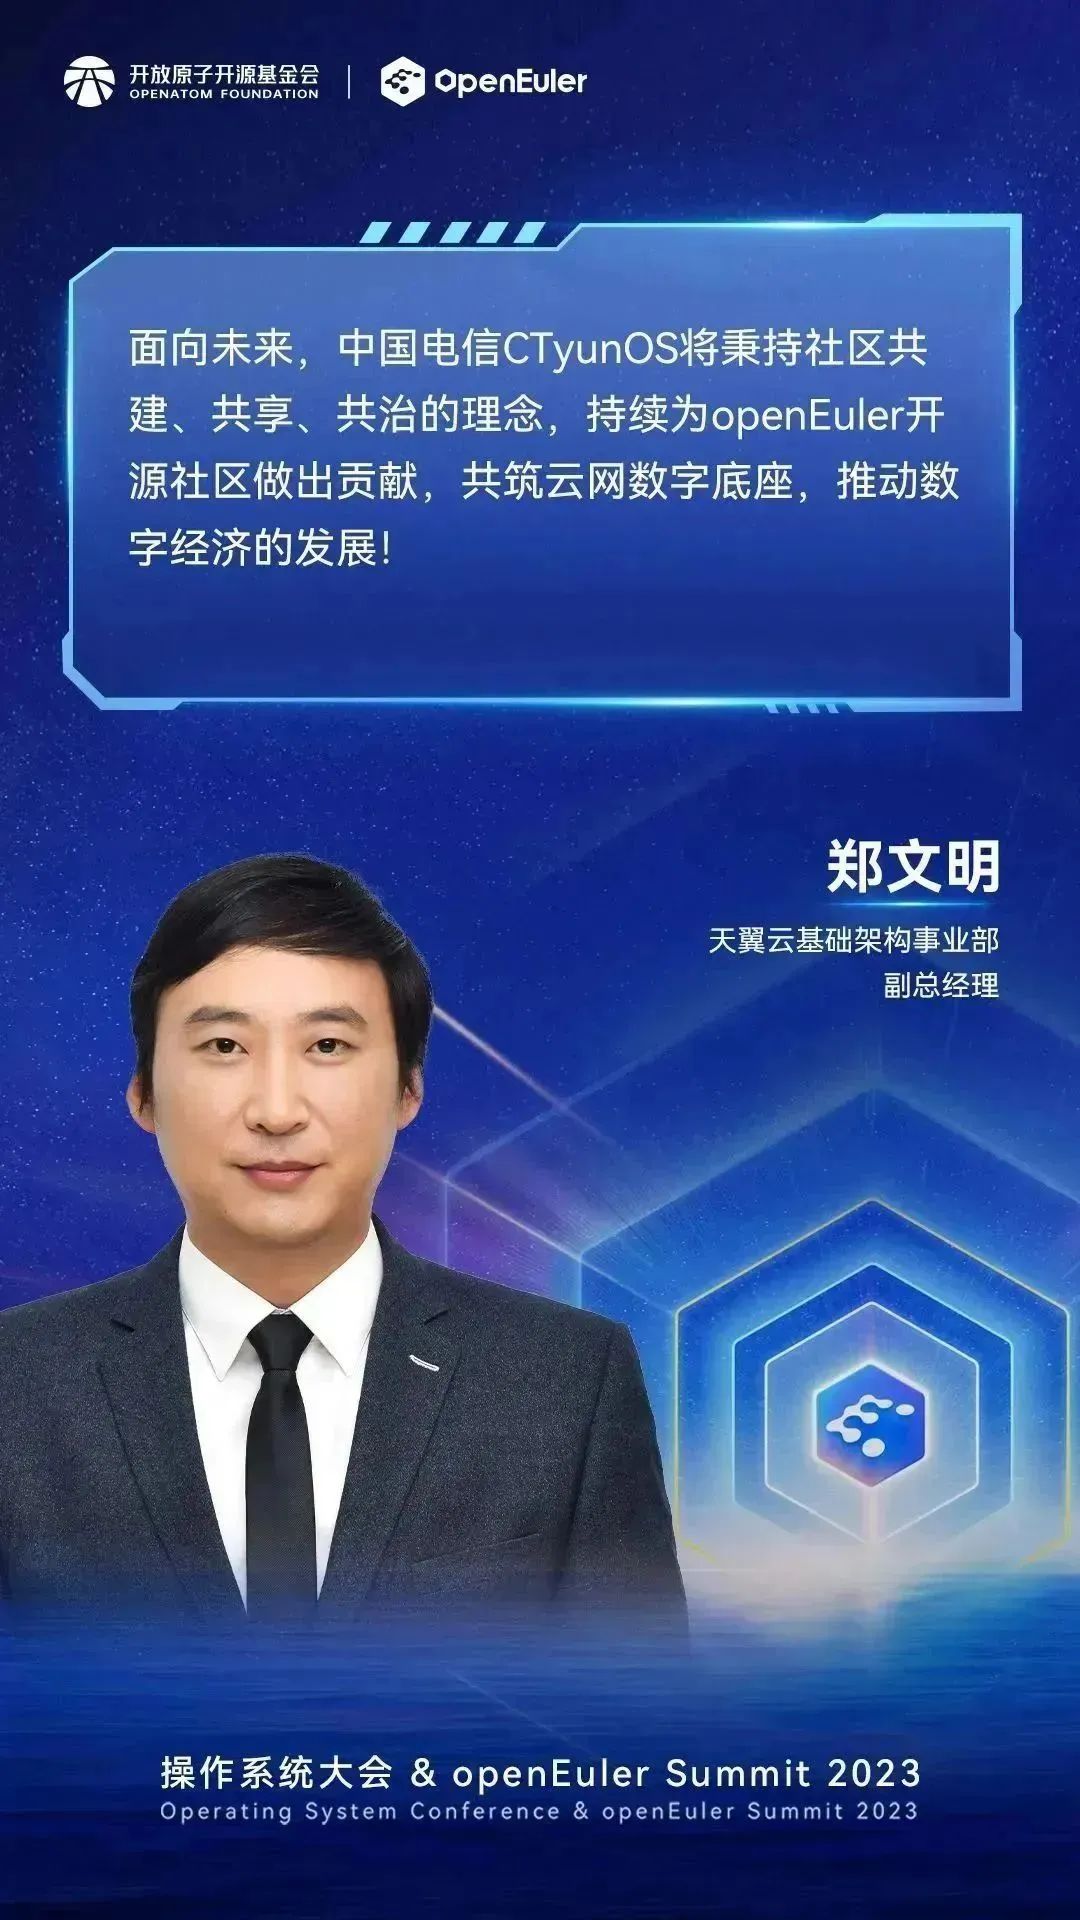 开放原子开源基金会
OPENATOM FOUNDATION
OpenEuler
面向未来，中国电信CTyunOS将秉持社区共
建、共享、共治的理念，持续为openEuler开
源社区做出贡献，共筑云网数字底座，推动数
字经济的发展！
郑文明
天翼云基础架构事业部
副总经理
操作系统大会 & openEuler Summit 2023
Operating System Conference & openEuler Summit 2023